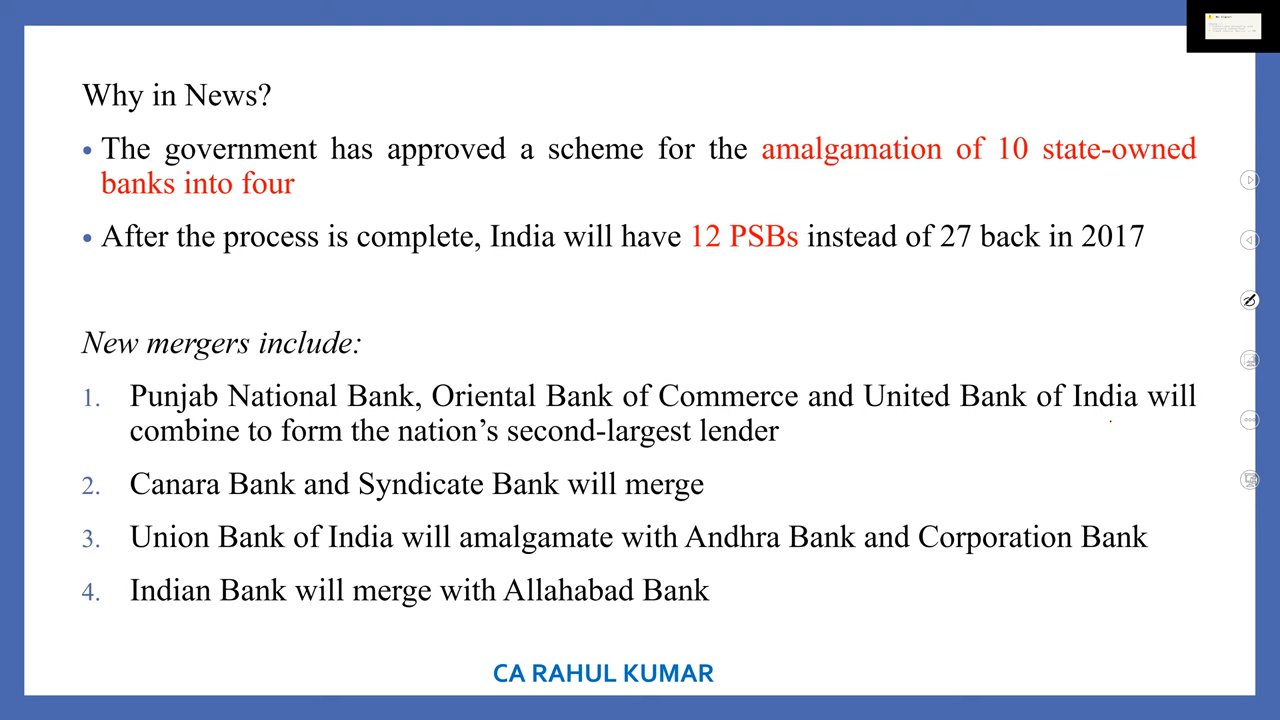 Why in News?
• The government has approved a scheme for the amalgamation of 10 state-owned
banks into four
• After the process is complete, India will have 12 PSBs instead of 27 back in 2017
New mergers include:
1. Punjab National Bank, Oriental Bank of Commerce and United Bank of India will
combine to form the nation’s second-largest lender
2. Canara Bank and Syndicate Bank will merge
3. Union Bank of India will amalgamate with Andhra Bank and Corporation Bank
4. Indian Bank will merge with Allahabad Bank
CA RAHUL KUMAR